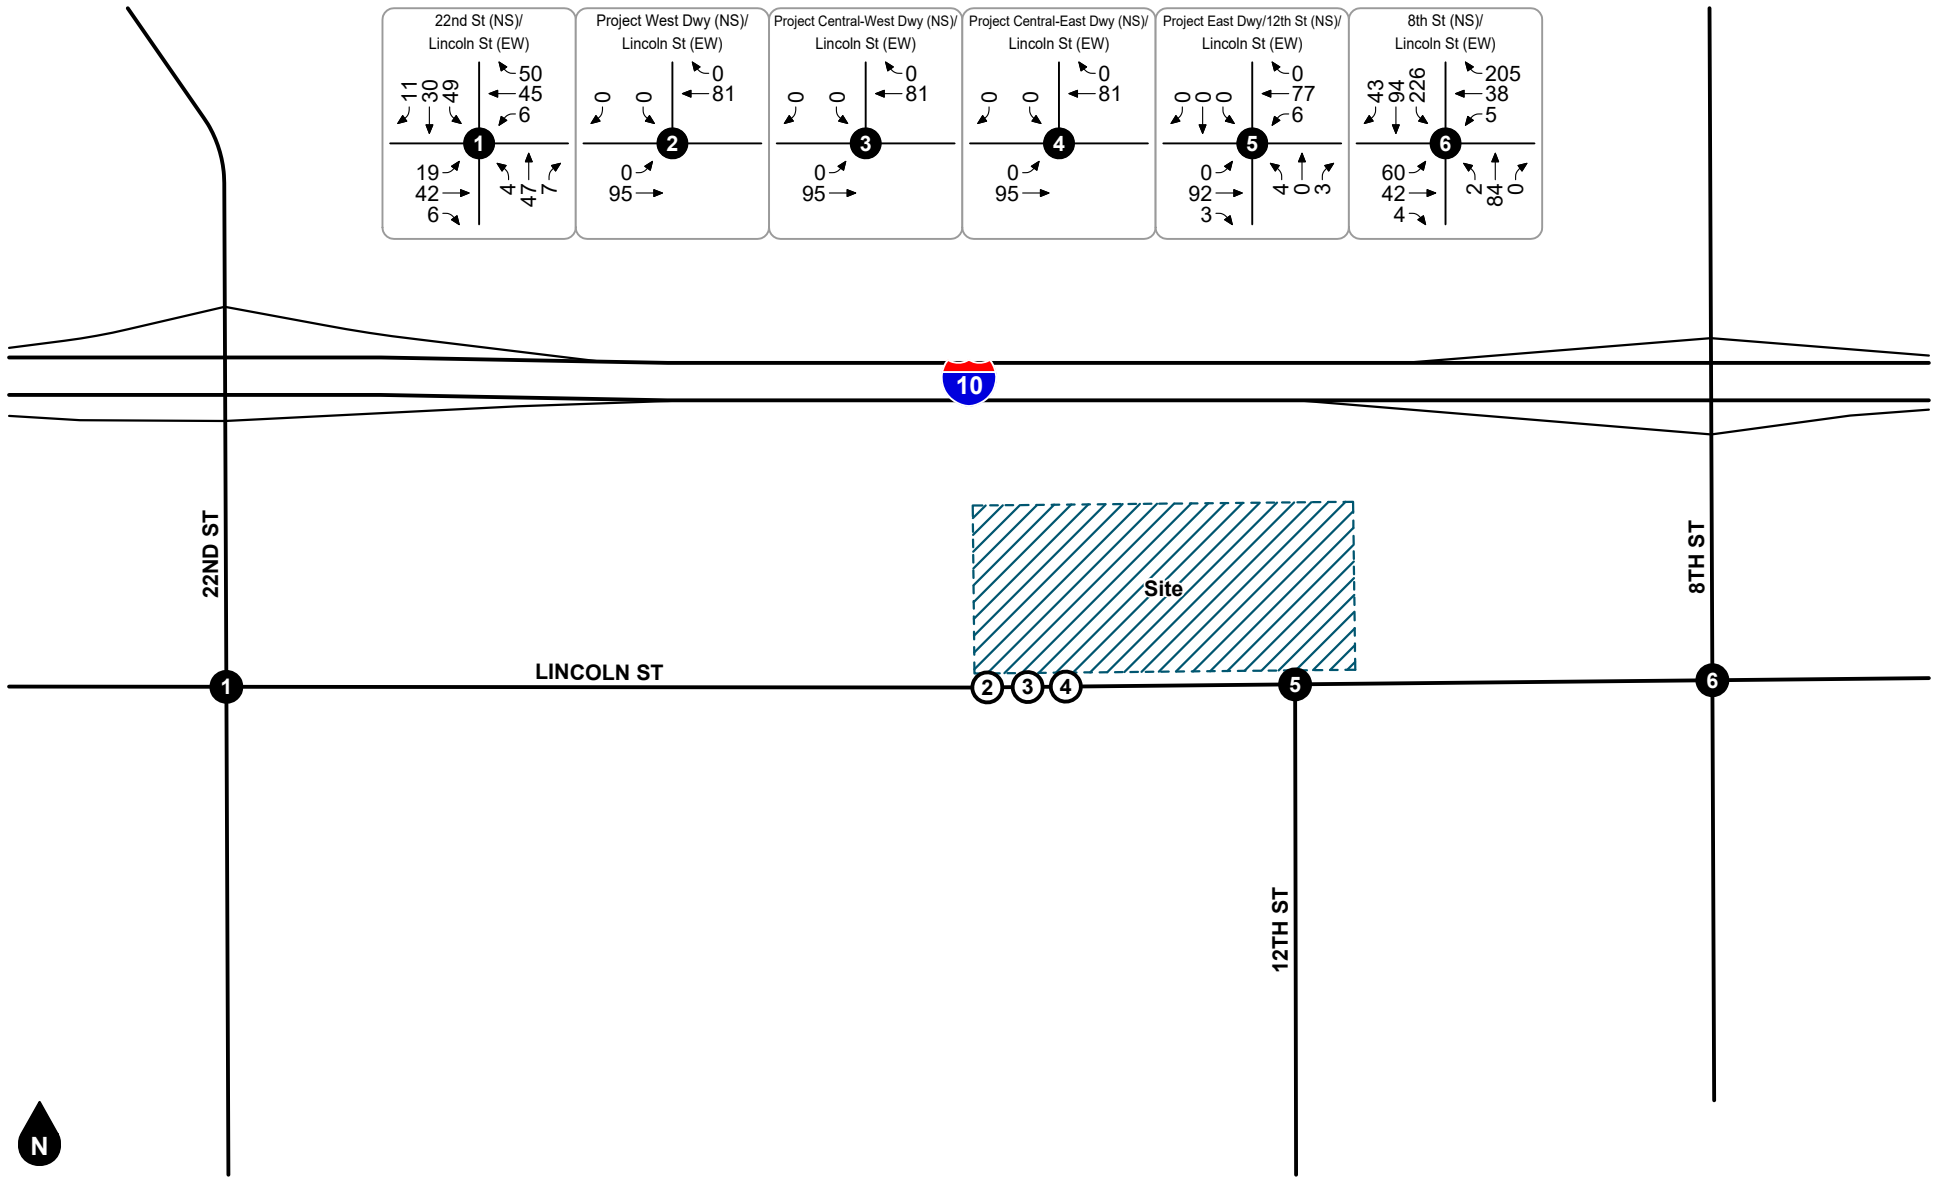 22nd St (NS)/
Lincoln St (EW)
11 30 49
50
45
6
1
19
42
6
4 47 7
Project West Dwy (NS)/
Lincoln St (EW)
0 0
0
81
2
0
95
Project Central-West Dwy (NS)/
Lincoln St (EW)
0 0
0
81
3
0
95
Project Central-East Dwy (NS)/
Lincoln St (EW)
0 0
0
81
4
0
95
Project East Dwy/12th St (NS)/
Lincoln St (EW)
0 0 0
0
77
6
5
0
92
3
4 0 3
8th St (NS)/
Lincoln St (EW)
43 94 226
205
38
5
6
60
42
4
2 84 0
10
22ND ST
8TH ST
Site
LINCOLN ST
1
2
3
4
5
6
12TH ST
N